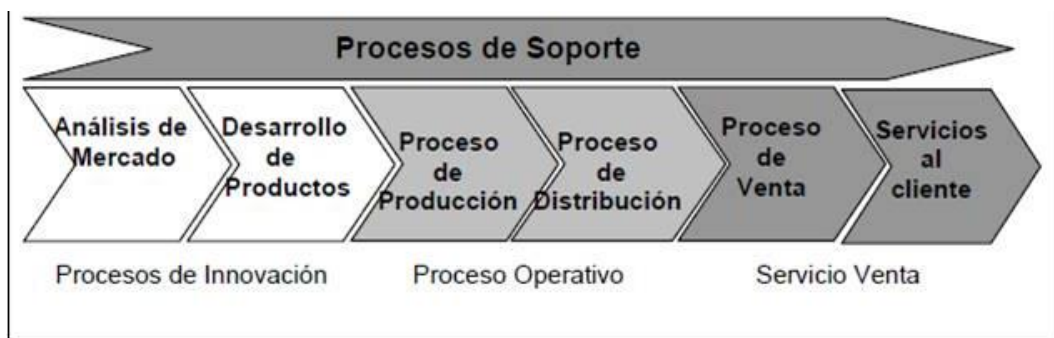 Procesos de Soporte
Análisis de
Mercado
Desarrollo
de
Productos
Proceso
de
Producción
Proceso
de
Distribución
Proceso
de
Venta
Servicios
al
cliente
Procesos de Innovación
Proceso Operativo
Servicio Venta